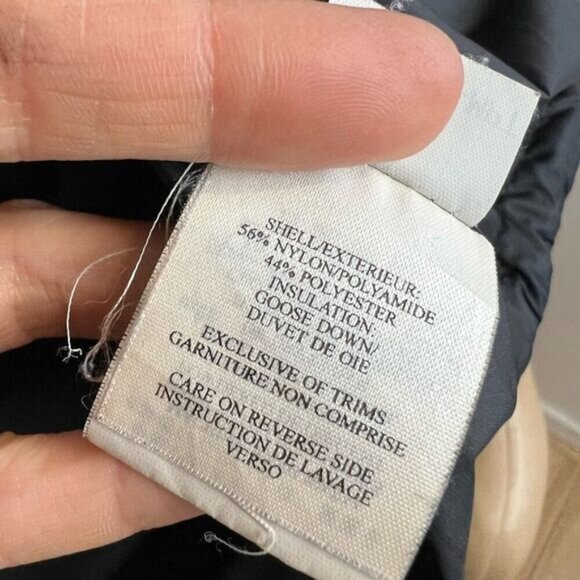 SHELL/EXTERIEUR:
56% NYLON/POLYAMIDE
44% POLYESTER
INSULATION:
GOOSE DOWN/
DUVET DE OIE
EXCLUSIVE OF TRIMS
GARNITURE NON COMPRISE
CARE ON REVERSE SIDE
INSTRUCTION DE LAVAGE
VERSO